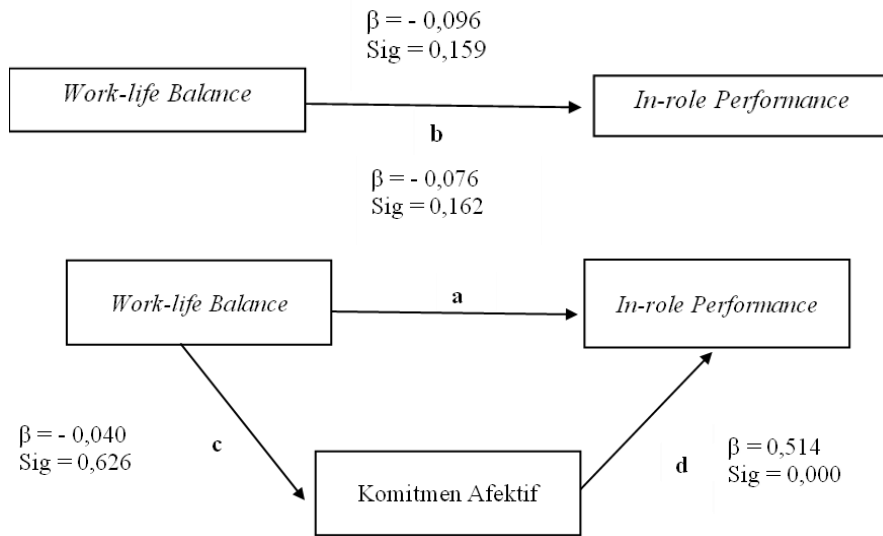 β = - 0,096
Sig = 0,159
Work-life Balance
In-role Performance
b
β = - 0,076
Sig = 0,162
Work-life Balance
a
In-role Performance
β = - 0,040
Sig = 0,626
c
Komitmen Afektif
d
β = 0,514
Sig = 0,000